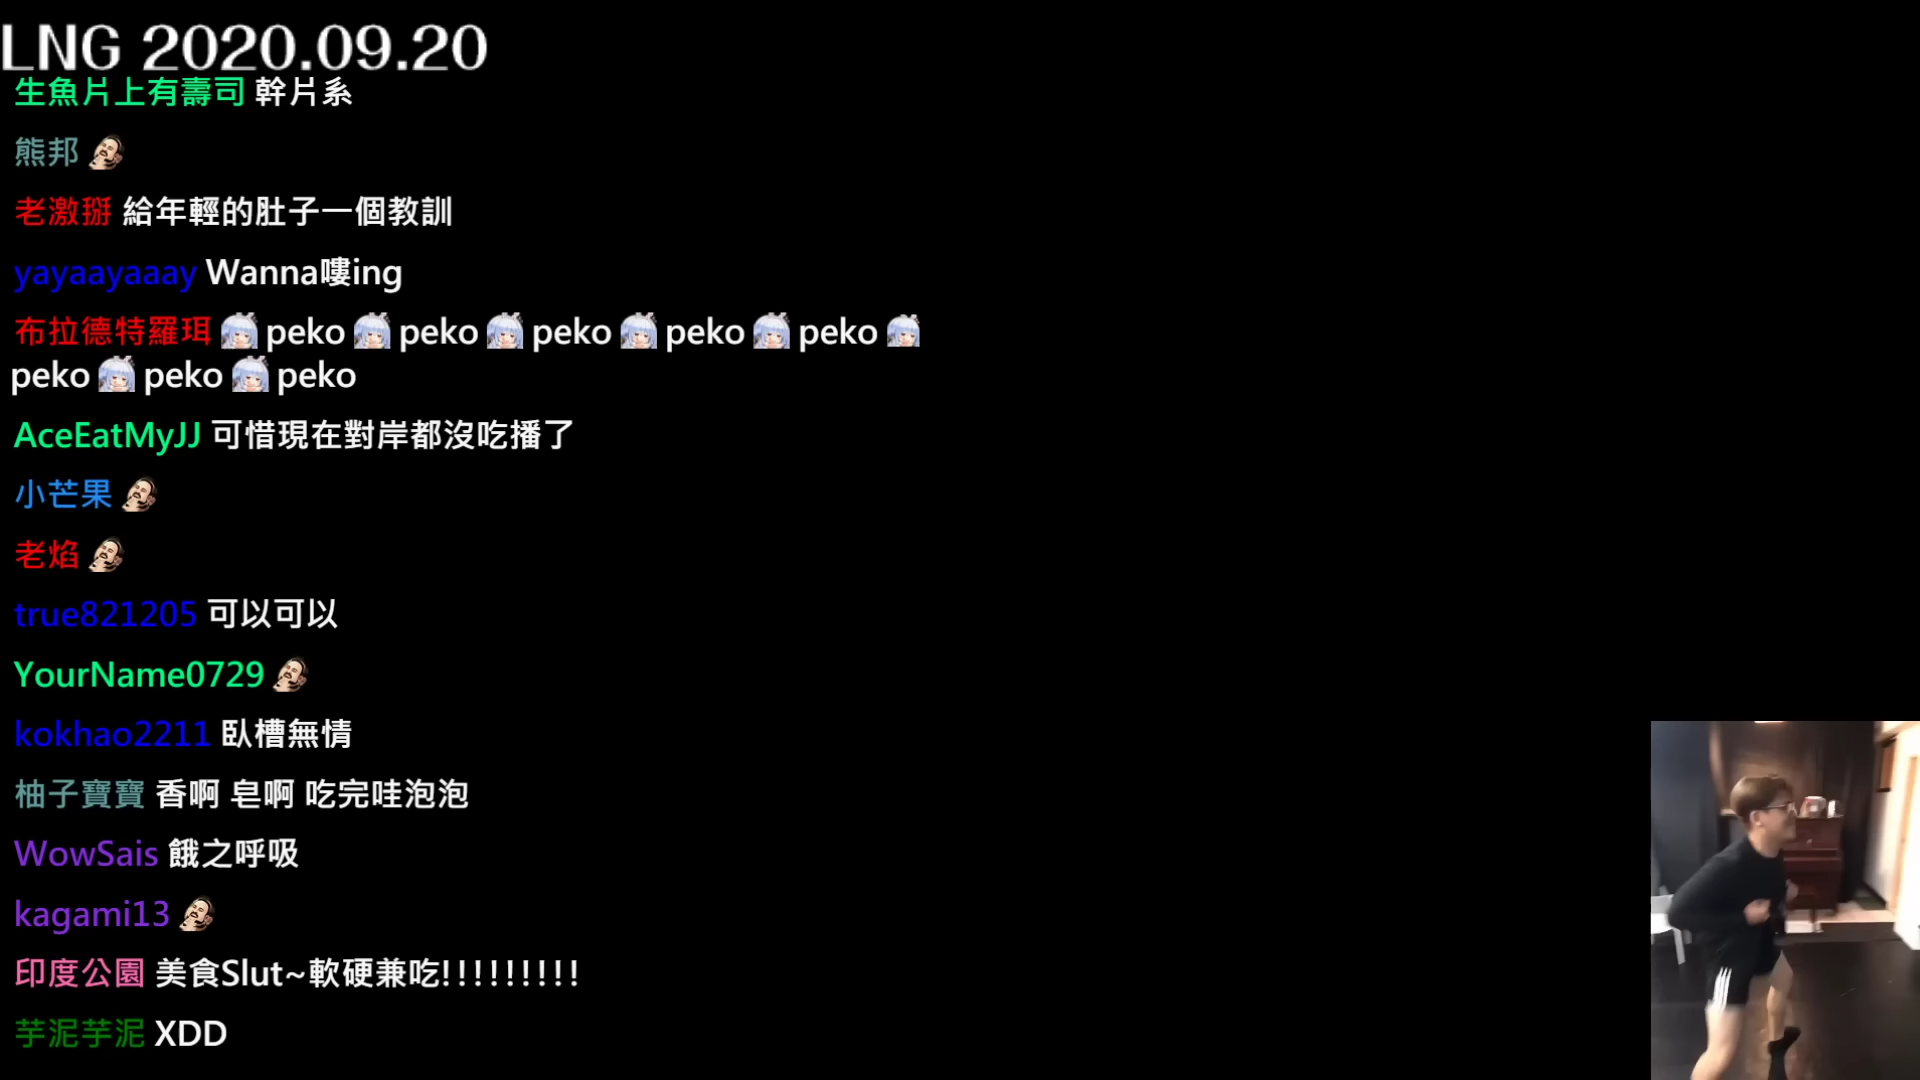 LNG 2020.09.20
生魚片上有壽司 幹片系
熊邦
老激掰 給年輕的肚子一個教訓
yayaayaaay Wanna嘍ing
布拉德特羅珥 peko peko peko peko peko
peko peko peko
AceEatMyJJ 可惜現在對岸都沒吃播了
小芒果
老焰
true821205 可以可以
YourName0729
kokhao2211 臥槽無情
柚子寶寶 香啊 皂啊 吃完哇泡泡
WowSais 餓之呼吸
kagami13
印度公園 美食Slut~軟硬兼吃!!!!!!!!!
芋泥芋泥 XDD